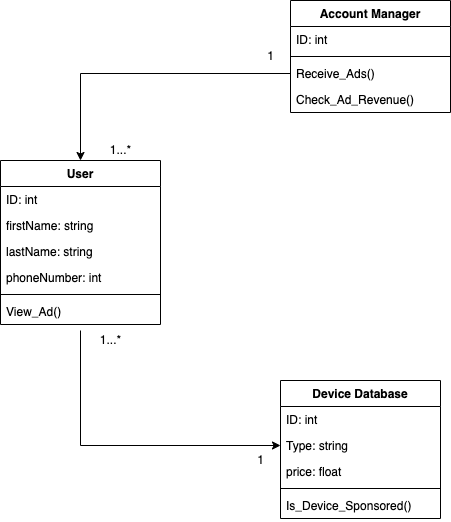 Account Manager
ID: int
Receive_Ads()
Check_Ad_Revenue()
1
1...*
User
ID: int
firstName: string
lastName: string
phoneNumber: int
View_Ad()
1...*
Device Database
ID: int
Type: string
price: float
Is_Device_Sponsored()
1